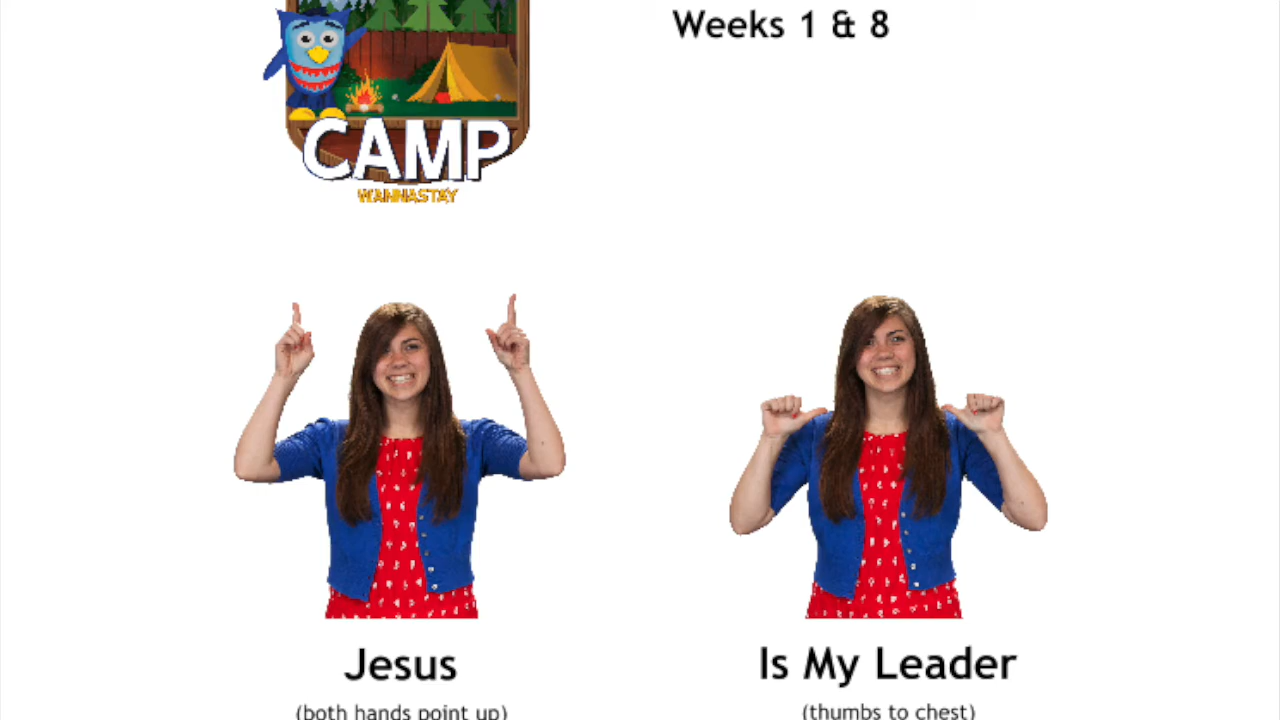 Weeks 1 & 8
CAMP
WANNASTAY
Jesus
Is My Leader
(both hands point up)
(thumbs to chest)